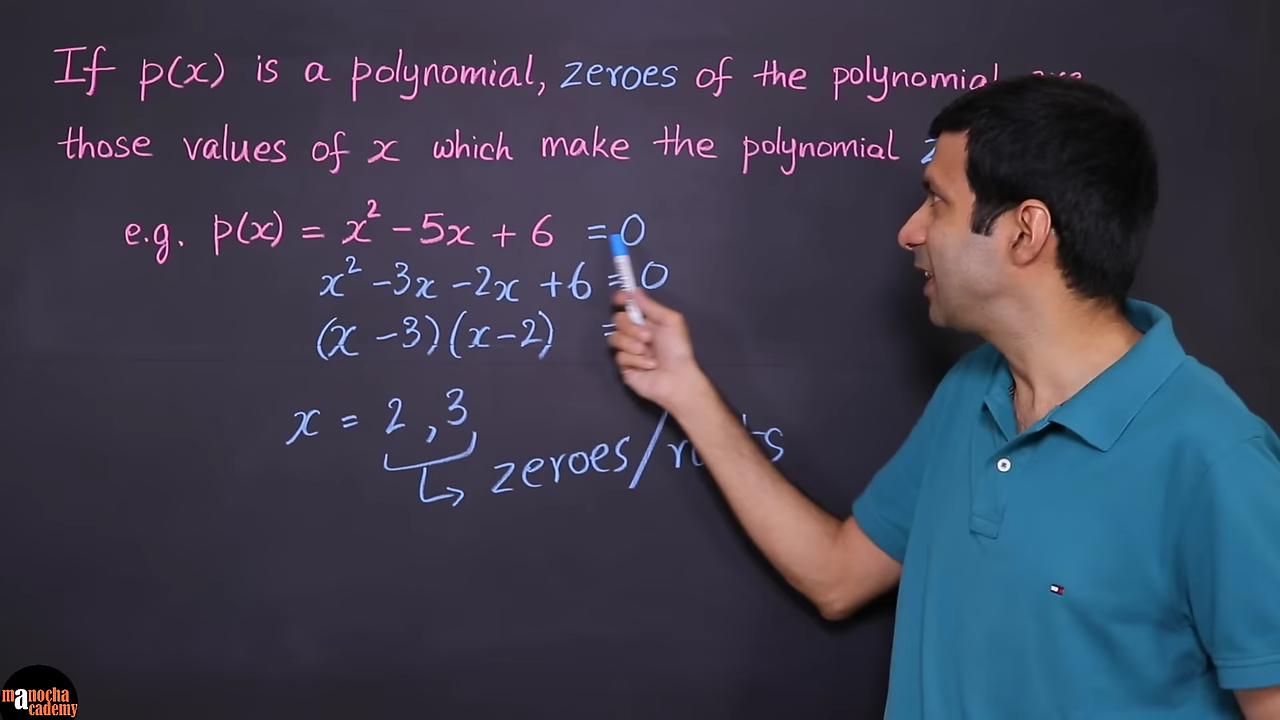 If p(x) is a polynomial, zeroes of the polynomial
those values of x which make the polynomial
e.g. p(x) = x² - 5x + 6 = 0
x² - 3x - 2x + 6 = 0
(x - 3)(x - 2) =
x = 2, 3
zeroes/
manocha
academy